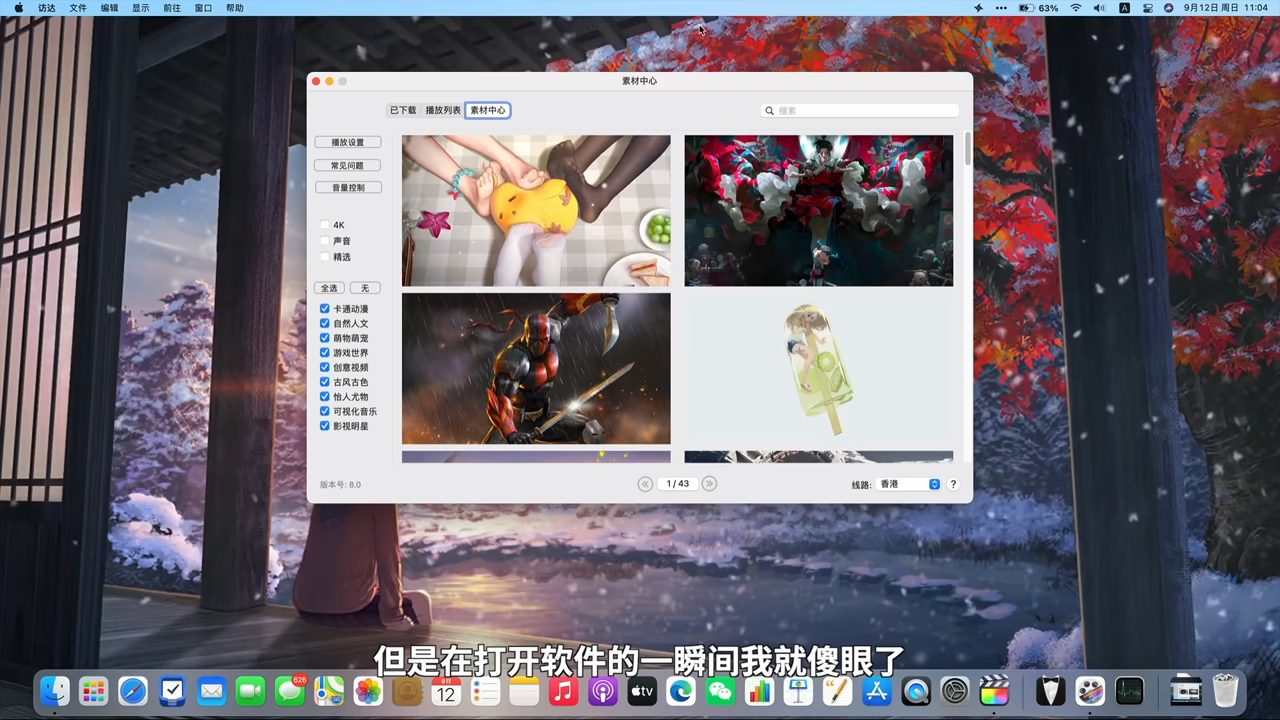 访达 文件 编辑 显示 前往 窗口 帮助 63% A 9月12日 周日 11:04
素材中心
已下载 播放列表 素材中心 搜索
播放设置
常见问题
音量控制
4K
声音
精选
全选 无
卡通动漫
自然人文
萌物萌宠
游戏世界
创意视频
古风古色
怡人尤物
可视化音乐
影视明星
版本号: 8.0 1 / 43 线路: 香港 ?
但是在打开软件的一瞬间我就傻眼了
626
9月
12
tv